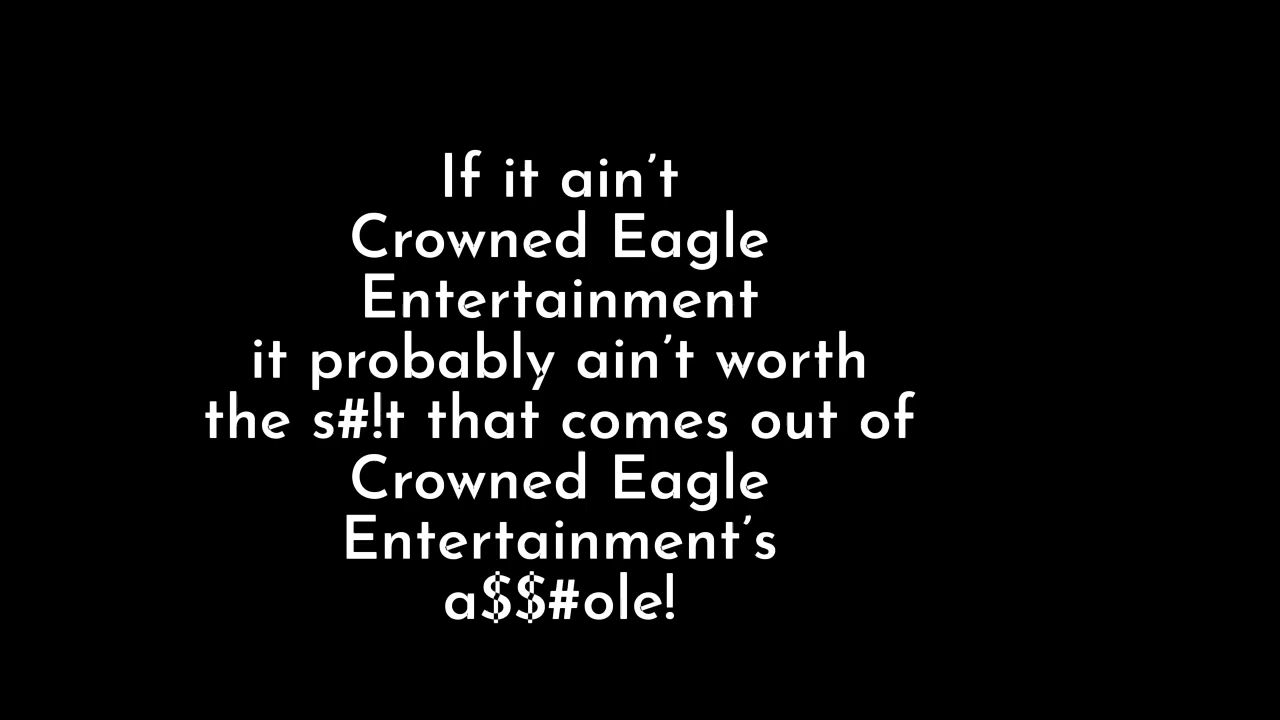 If it ain’t
Crowned Eagle
Entertainment
it probably ain’t worth
the s#!t that comes out of
Crowned Eagle
Entertainment’s
a$$#ole!